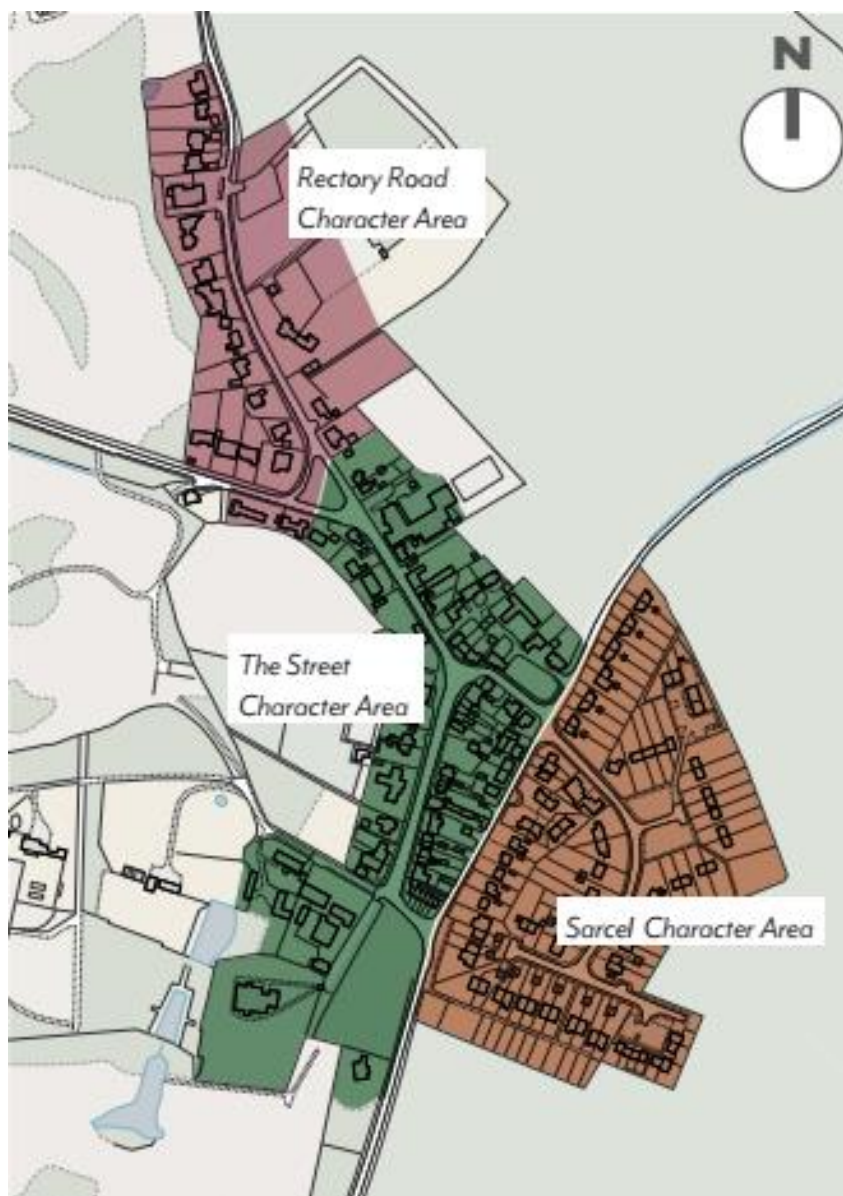 N
Rectory Road
Character Area
The Street
Character Area
Sarcel Character Area